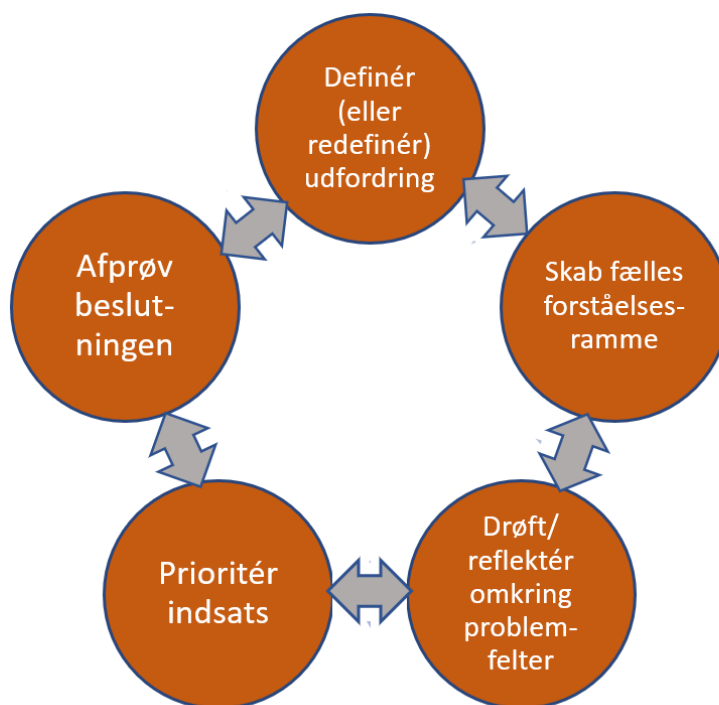 Definér
(eller
redefinér)
udfordring
Skab fælles
forståelses-
ramme
Drøft/
reflektér
omkring
problem-
felter
Prioritér
indsats
Afprøv
beslut-
ningen